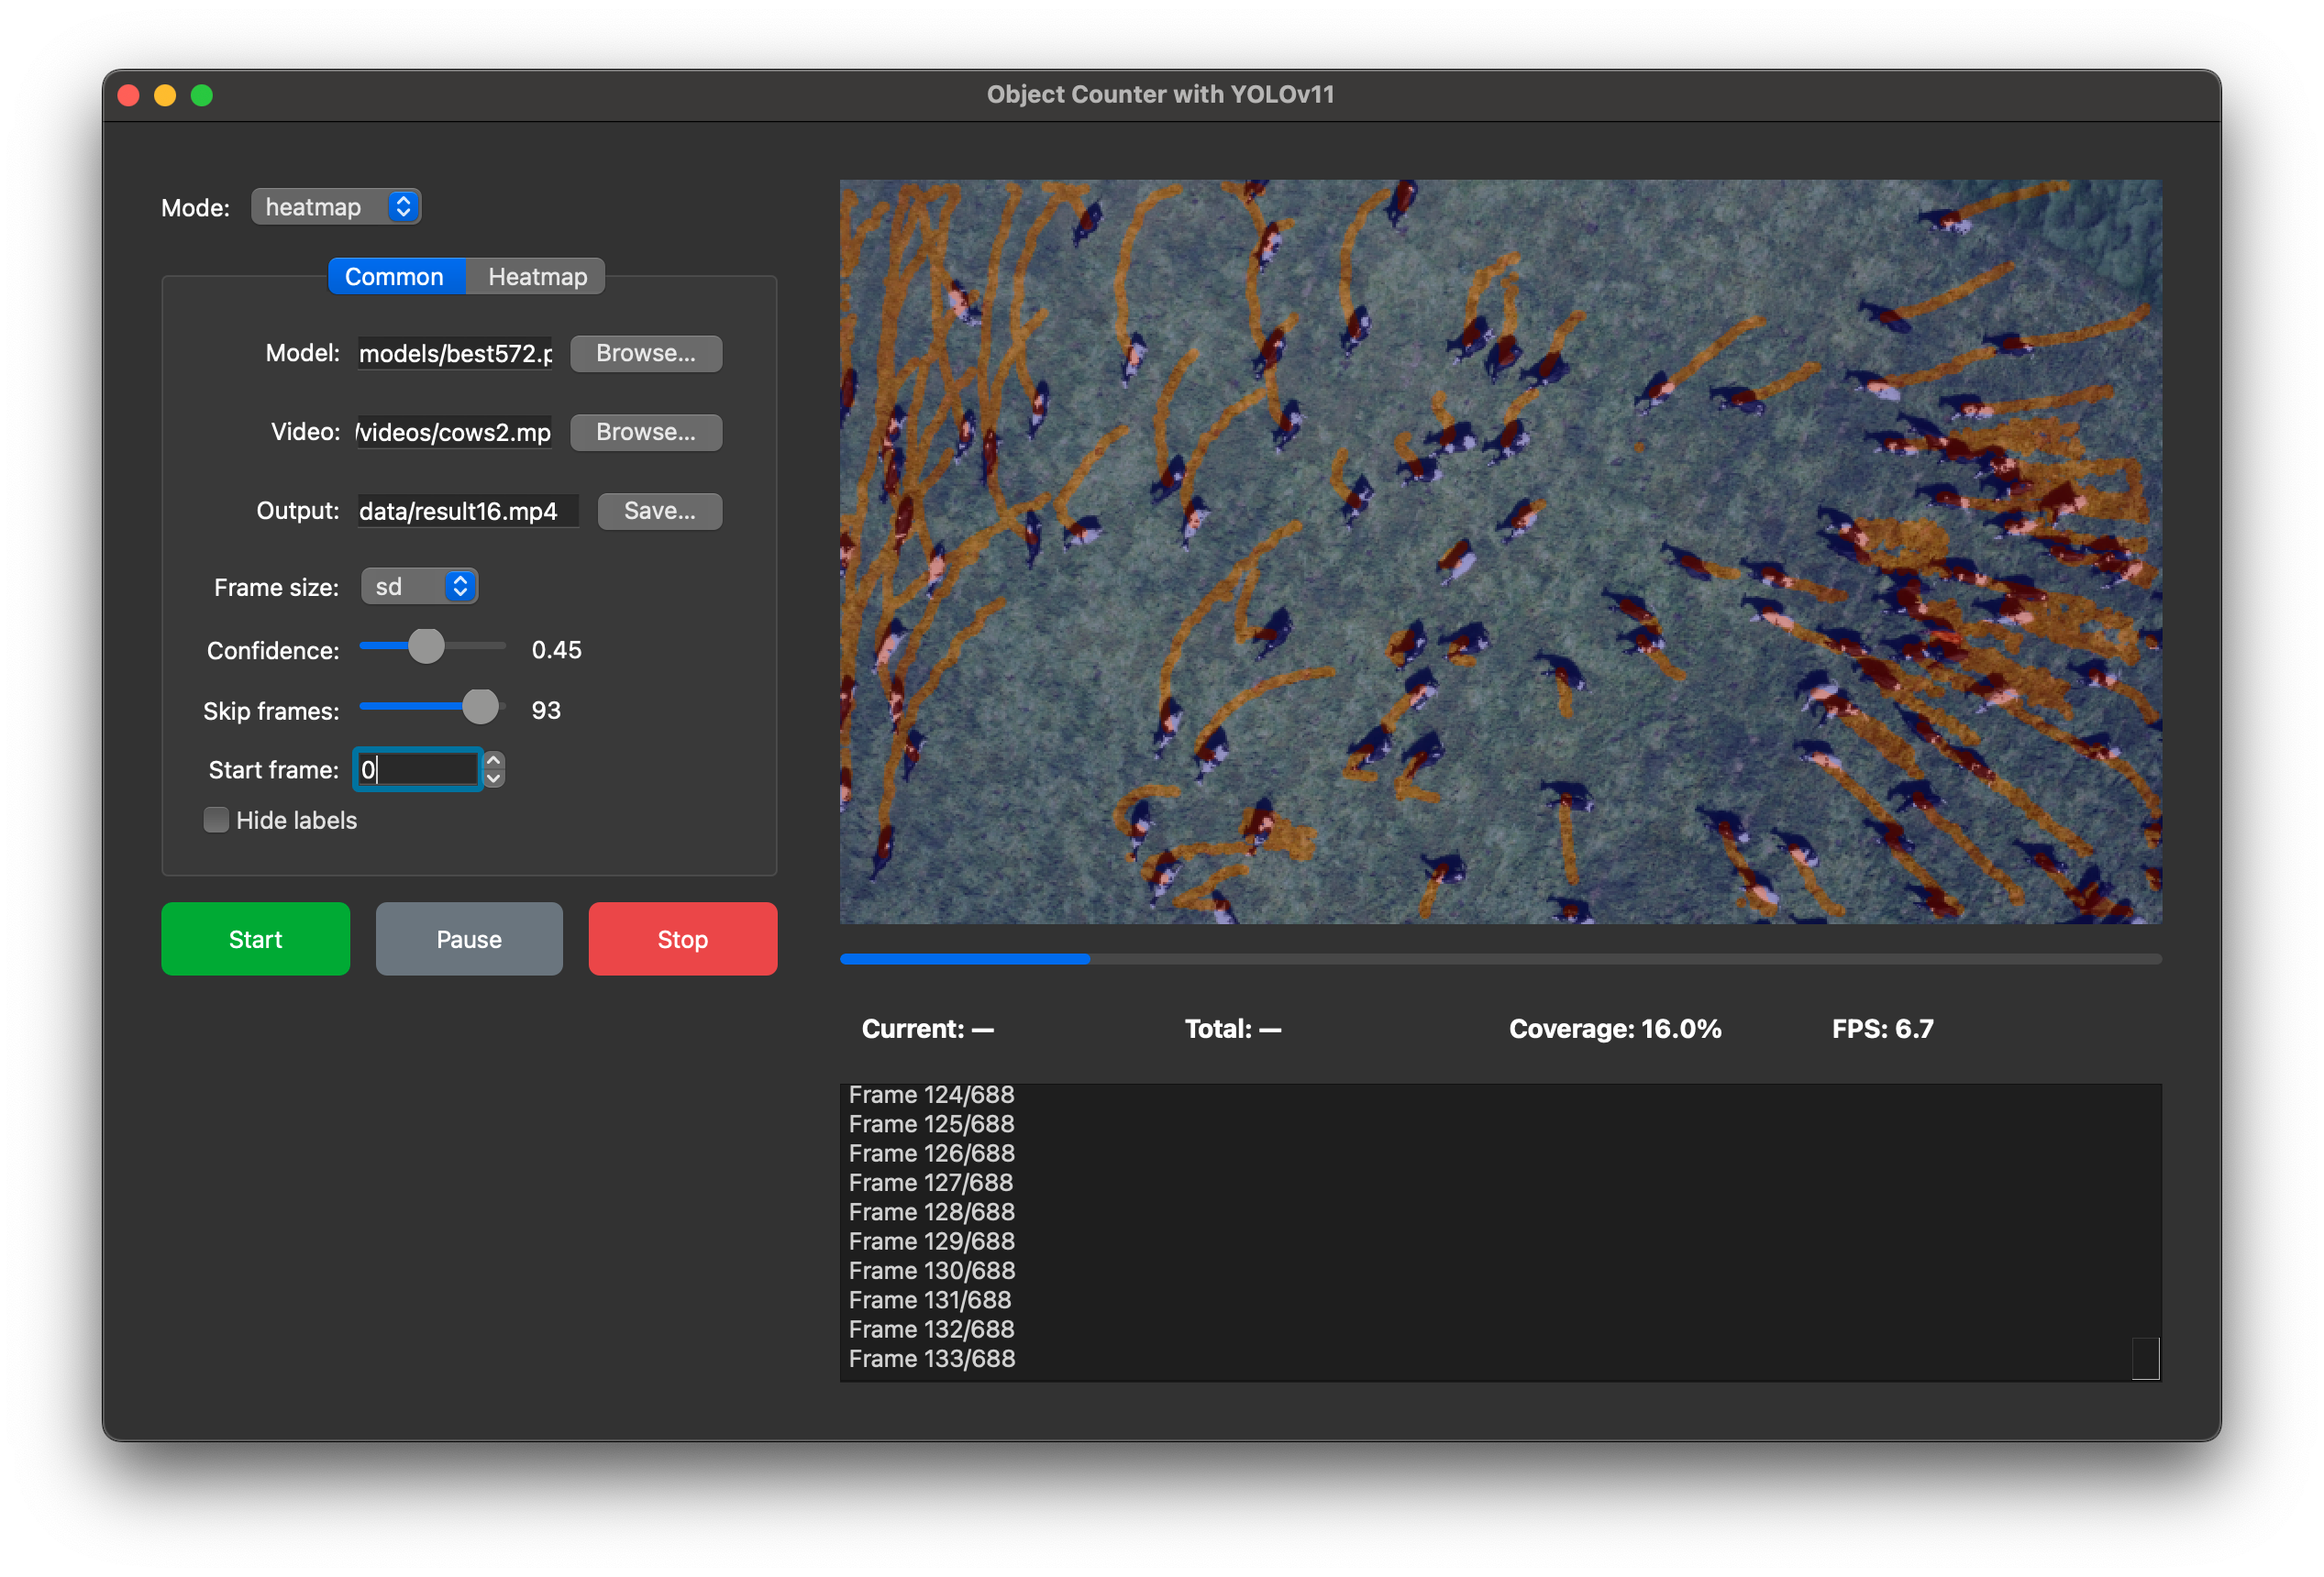 Object Counter with YOLOv11
Mode: heatmap
Common Heatmap
Model: models/best572.p Browse...
Video: /videos/cows2.mp Browse...
Output: data/result16.mp4 Save...
Frame size: sd
Confidence: 0.45
Skip frames: 93
Start frame: 0
Hide labels
Start Pause Stop
Current: — Total: — Coverage: 16.0% FPS: 6.7
Frame 124/688
Frame 125/688
Frame 126/688
Frame 127/688
Frame 128/688
Frame 129/688
Frame 130/688
Frame 131/688
Frame 132/688
Frame 133/688